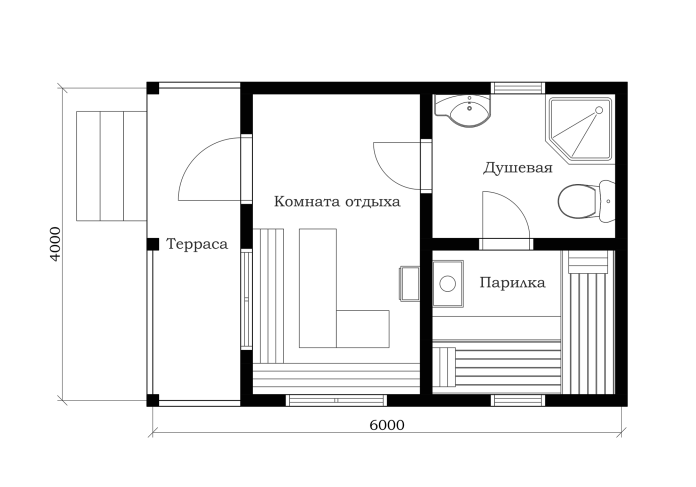 Душевая
Комната отдыха
Терраса
4000
Парилка
6000